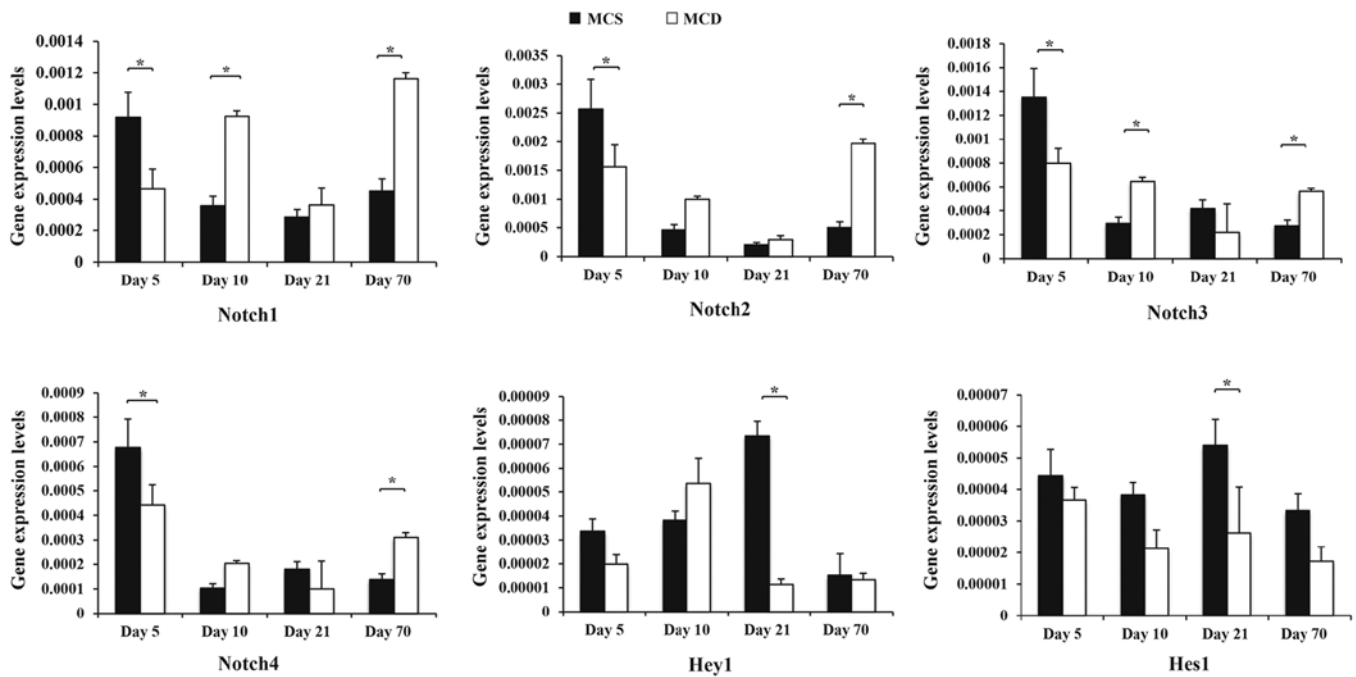 MCS MCD
Gene expression levels
0.0014
0.0012
0.001
0.0008
0.0006
0.0004
0.0002
0
* * *
Day 5 Day 10 Day 21 Day 70
Notch1
Gene expression levels
0.0035
0.003
0.0025
0.002
0.0015
0.001
0.0005
0
* *
Day 5 Day 10 Day 21 Day 70
Notch2
Gene expression levels
0.0018
0.0016
0.0014
0.0012
0.001
0.0008
0.0006
0.0004
0.0002
0
* * *
Day 5 Day 10 Day 21 Day 70
Notch3
Gene expression levels
0.0009
0.0008
0.0007
0.0006
0.0005
0.0004
0.0003
0.0002
0.0001
0
* *
Day 5 Day 10 Day 21 Day 70
Notch4
Gene expression levels
0.00009
0.00008
0.00007
0.00006
0.00005
0.00004
0.00003
0.00002
0.00001
0
*
Day 5 Day 10 Day 21 Day 70
Hey1
Gene expression levels
0.00007
0.00006
0.00005
0.00004
0.00003
0.00002
0.00001
0
*
Day 5 Day 10 Day 21 Day 70
Hes1